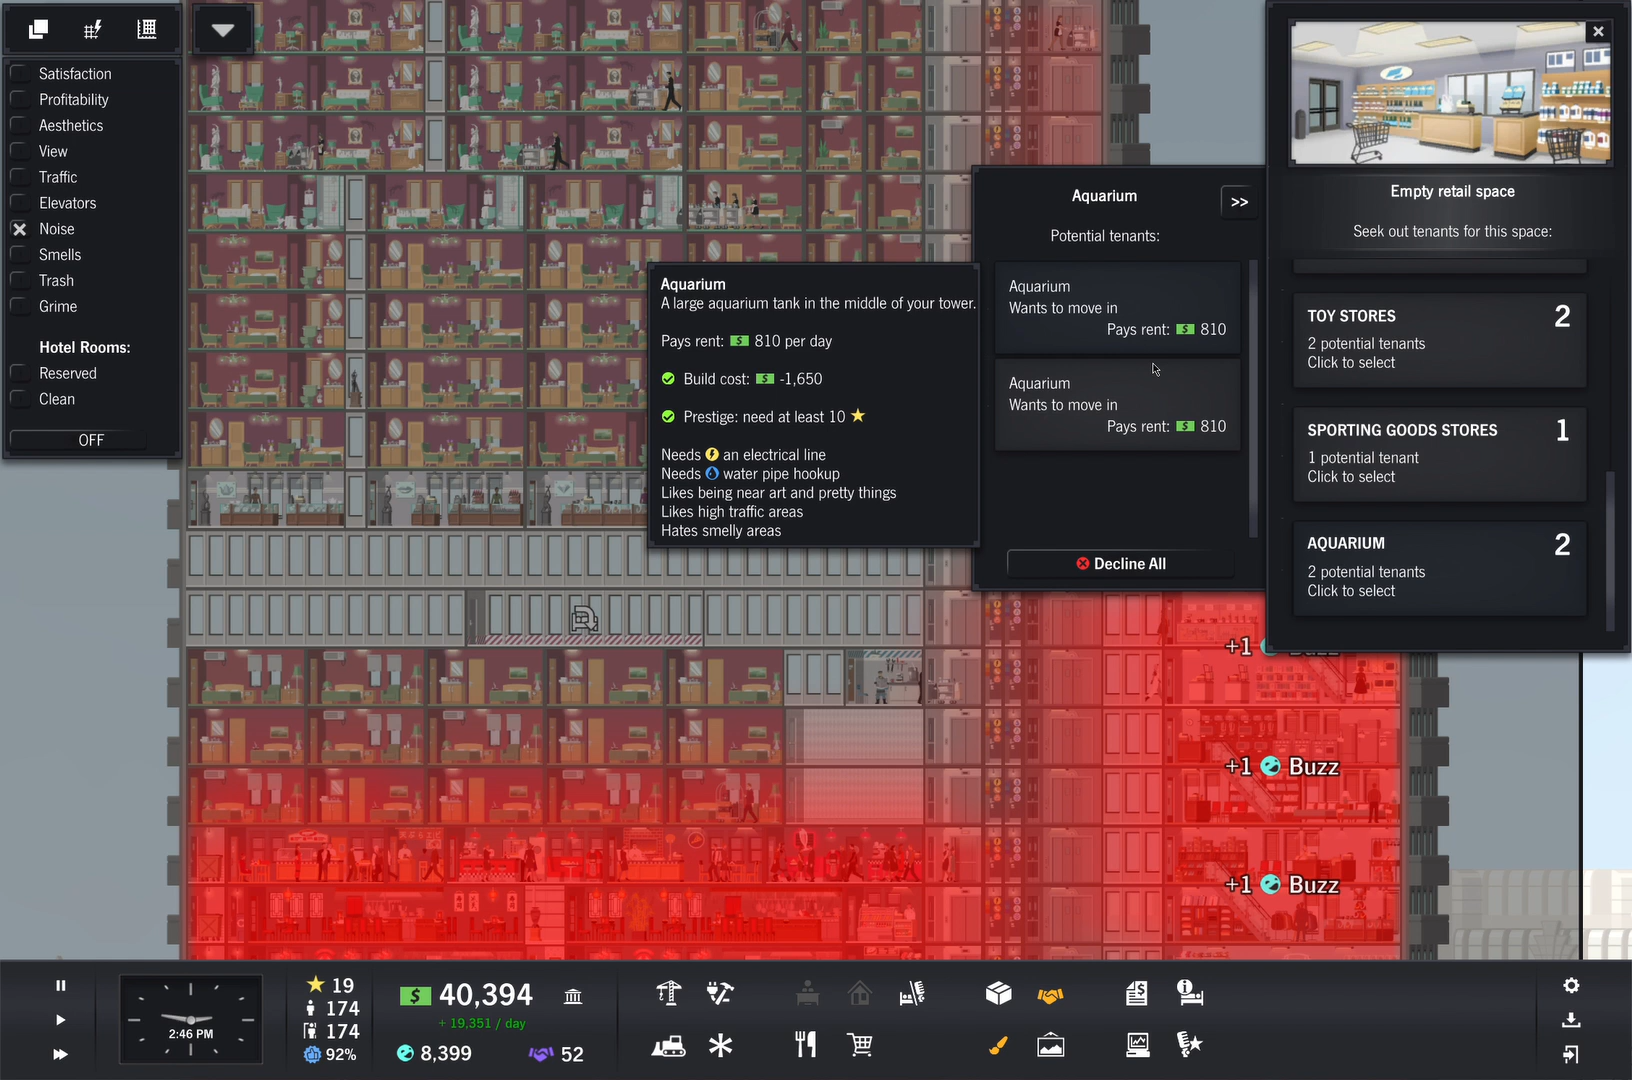 Satisfaction
Profitability
Aesthetics
View
Traffic
Elevators
Noise
Smells
Trash
Grime
Hotel Rooms:
Reserved
Clean
OFF
Aquarium
A large aquarium tank in the middle of your tower.
Pays rent: $ 810 per day
Build cost: $ -1,650
Prestige: need at least 10
Needs an electrical line
Needs water pipe hookup
Likes being near art and pretty things
Likes high traffic areas
Hates smelly areas
Aquarium
>>
Potential tenants:
Aquarium
Wants to move in
Pays rent: $ 810
Aquarium
Wants to move in
Pays rent: $ 810
Decline All
Empty retail space
Seek out tenants for this space:
TOY STORES 2
2 potential tenants
Click to select
SPORTING GOODS STORES 1
1 potential tenant
Click to select
AQUARIUM 2
2 potential tenants
Click to select
+1
+1 Buzz
+1 Buzz
2:46 PM
19
174
174
92%
$ 40,394
+ 19,351 / day
8,399
52